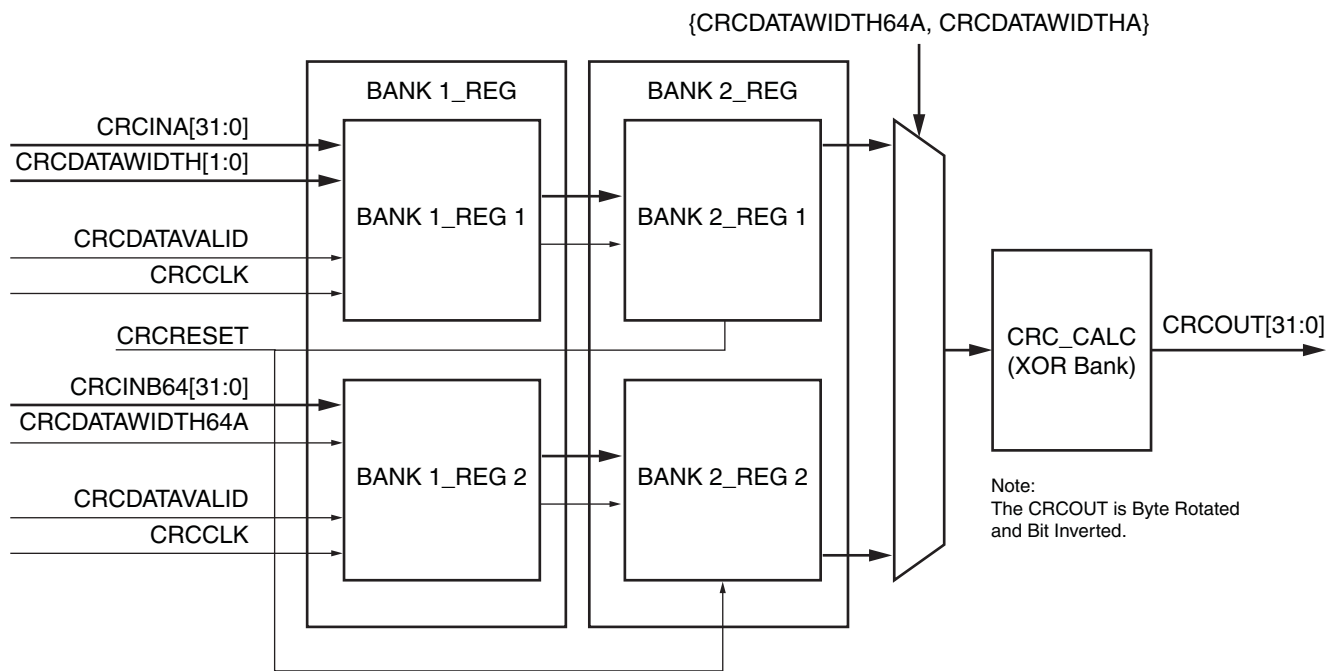 {CRCDATAWIDTH64A, CRCDATAWIDTHA}
BANK 1_REG
BANK 2_REG
CRCINA[31:0]
CRCDATAWIDTH[1:0]
BANK 1_REG 1
BANK 2_REG 1
CRCDATAVALID
CRCCLK
CRCRESET
CRC_CALC
(XOR Bank)
CRCOUT[31:0]
CRCINB64[31:0]
CRCDATAWIDTH64A
BANK 1_REG 2
BANK 2_REG 2
CRCDATAVALID
CRCCLK
Note:
The CRCOUT is Byte Rotated
and Bit Inverted.